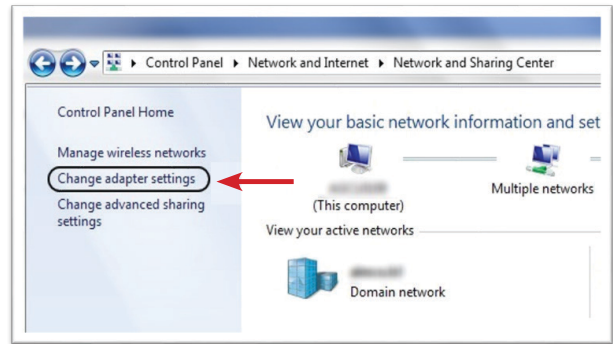 Control Panel ▸ Network and Internet ▸ Network and Sharing Center
Control Panel Home
Manage wireless networks
Change adapter settings
Change advanced sharing
settings
View your basic network information and set
(This computer)
Multiple networks
View your active networks
Domain network